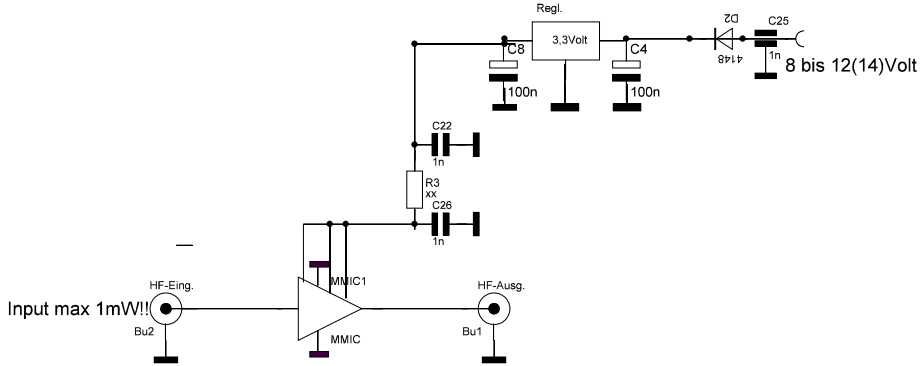 Regl.
3,3Volt
C8
100n
C4
100n
D2
4148
C25
1n
8 bis 12(14)Volt
C22
1n
R3
xx
C26
1n
HF-Eing.
MMIC1
HF-Ausg.
Input max 1mW!!
Bu2
MMIC
Bu1